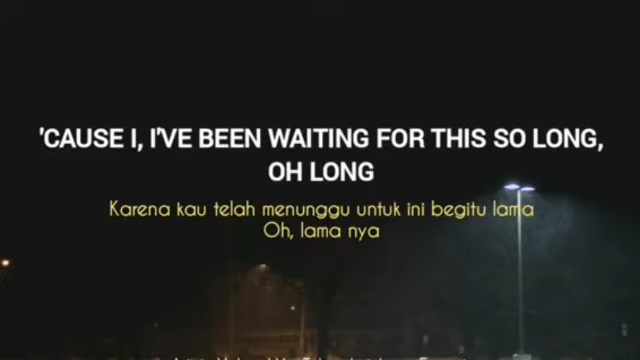 'CAUSE I, I'VE BEEN WAITING FOR THIS SO LONG,
OH LONG
Karena kau telah menunggu untuk ini begitu lama
Oh, lama nya